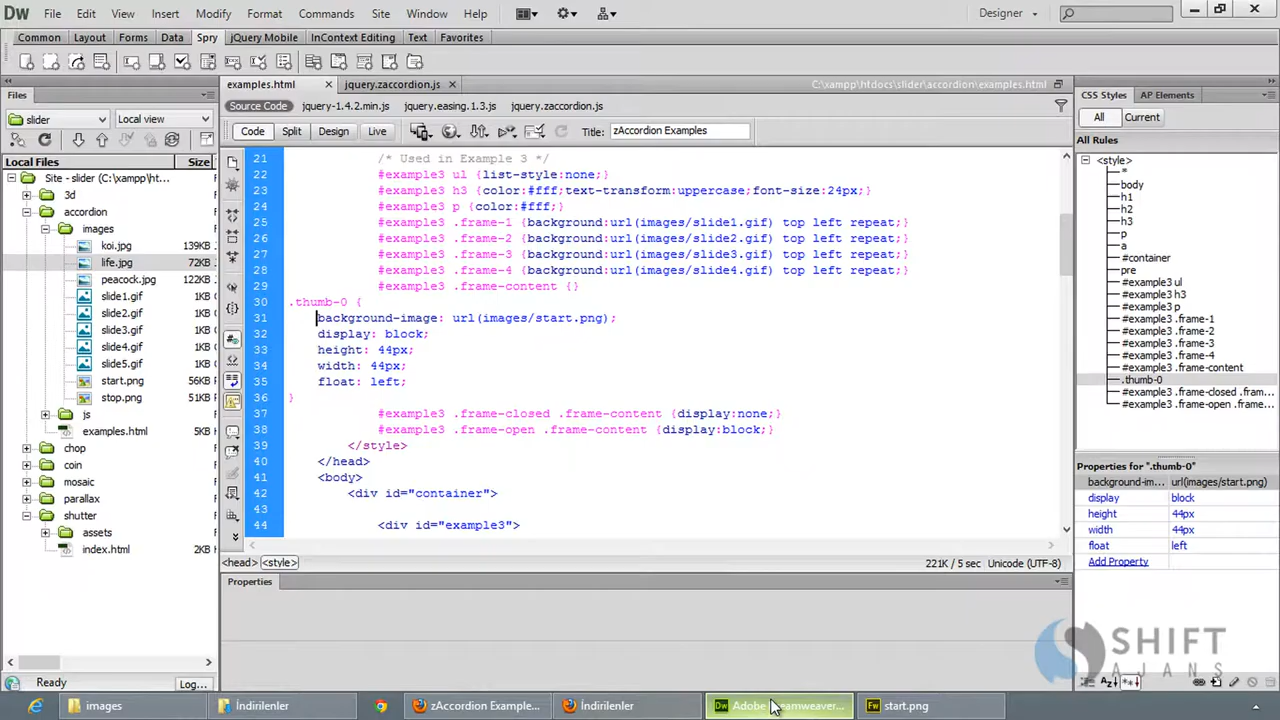 Dw File Edit View Insert Modify Format Commands Site Window Help Designer
Common Layout Forms Data Spry jQuery Mobile InContext Editing Text Favorites
examples.html jquery.zaccordion.js C:\xampp\htdocs\slider\accordion\examples.html
Source Code jquery-1.4.2.min.js jquery.easing.1.3.js jquery.zaccordion.js
Code Split Design Live Title: zAccordion Examples
Files
slider Local view
Local Files Size
Site - slider (C:\xampp\ht...
3d
accordion
images
koi.jpg 139KB
life.jpg 72KB
peacock.jpg 122KB
slide1.gif 1KB
slide2.gif 1KB
slide3.gif 1KB
slide4.gif 1KB
slide5.gif 1KB
start.png 56KB
stop.png 51KB
js
examples.html 5KB
chop
coin
mosaic
parallax
shutter
assets
index.html 2KB
Ready Log...
21 /* Used in Example 3 */
22 #example3 ul {list-style:none;}
23 #example3 h3 {color:#fff;text-transform:uppercase;font-size:24px;}
24 #example3 p {color:#fff;}
25 #example3 .frame-1 {background:url(images/slide1.gif) top left repeat;}
26 #example3 .frame-2 {background:url(images/slide2.gif) top left repeat;}
27 #example3 .frame-3 {background:url(images/slide3.gif) top left repeat;}
28 #example3 .frame-4 {background:url(images/slide4.gif) top left repeat;}
29 #example3 .frame-content {}
30 .thumb-0 {
31 background-image: url(images/start.png);
32 display: block;
33 height: 44px;
34 width: 44px;
35 float: left;
36 }
37 #example3 .frame-closed .frame-content {display:none;}
38 #example3 .frame-open .frame-content {display:block;}
39 </style>
40 </head>
41 <body>
42 <div id="container">
43
44 <div id="example3">
<head> <style> 221K / 5 sec Unicode (UTF-8)
Properties
CSS Styles AP Elements
All Current
All Rules
<style>
*
body
h1
h2
h3
p
a
#container
pre
#example3 ul
#example3 h3
#example3 p
#example3 .frame-1
#example3 .frame-2
#example3 .frame-3
#example3 .frame-4
#example3 .frame-content
.thumb-0
#example3 .frame-closed .fram...
#example3 .frame-open .frame...
Properties for ".thumb-0"
background-im... url(images/start.png)
display block
height 44px
width 44px
float left
Add Property
SHIFT
AJANS
images İndirilenler zAccordion Example... İndirilenler Dw Adobe Fw start.png